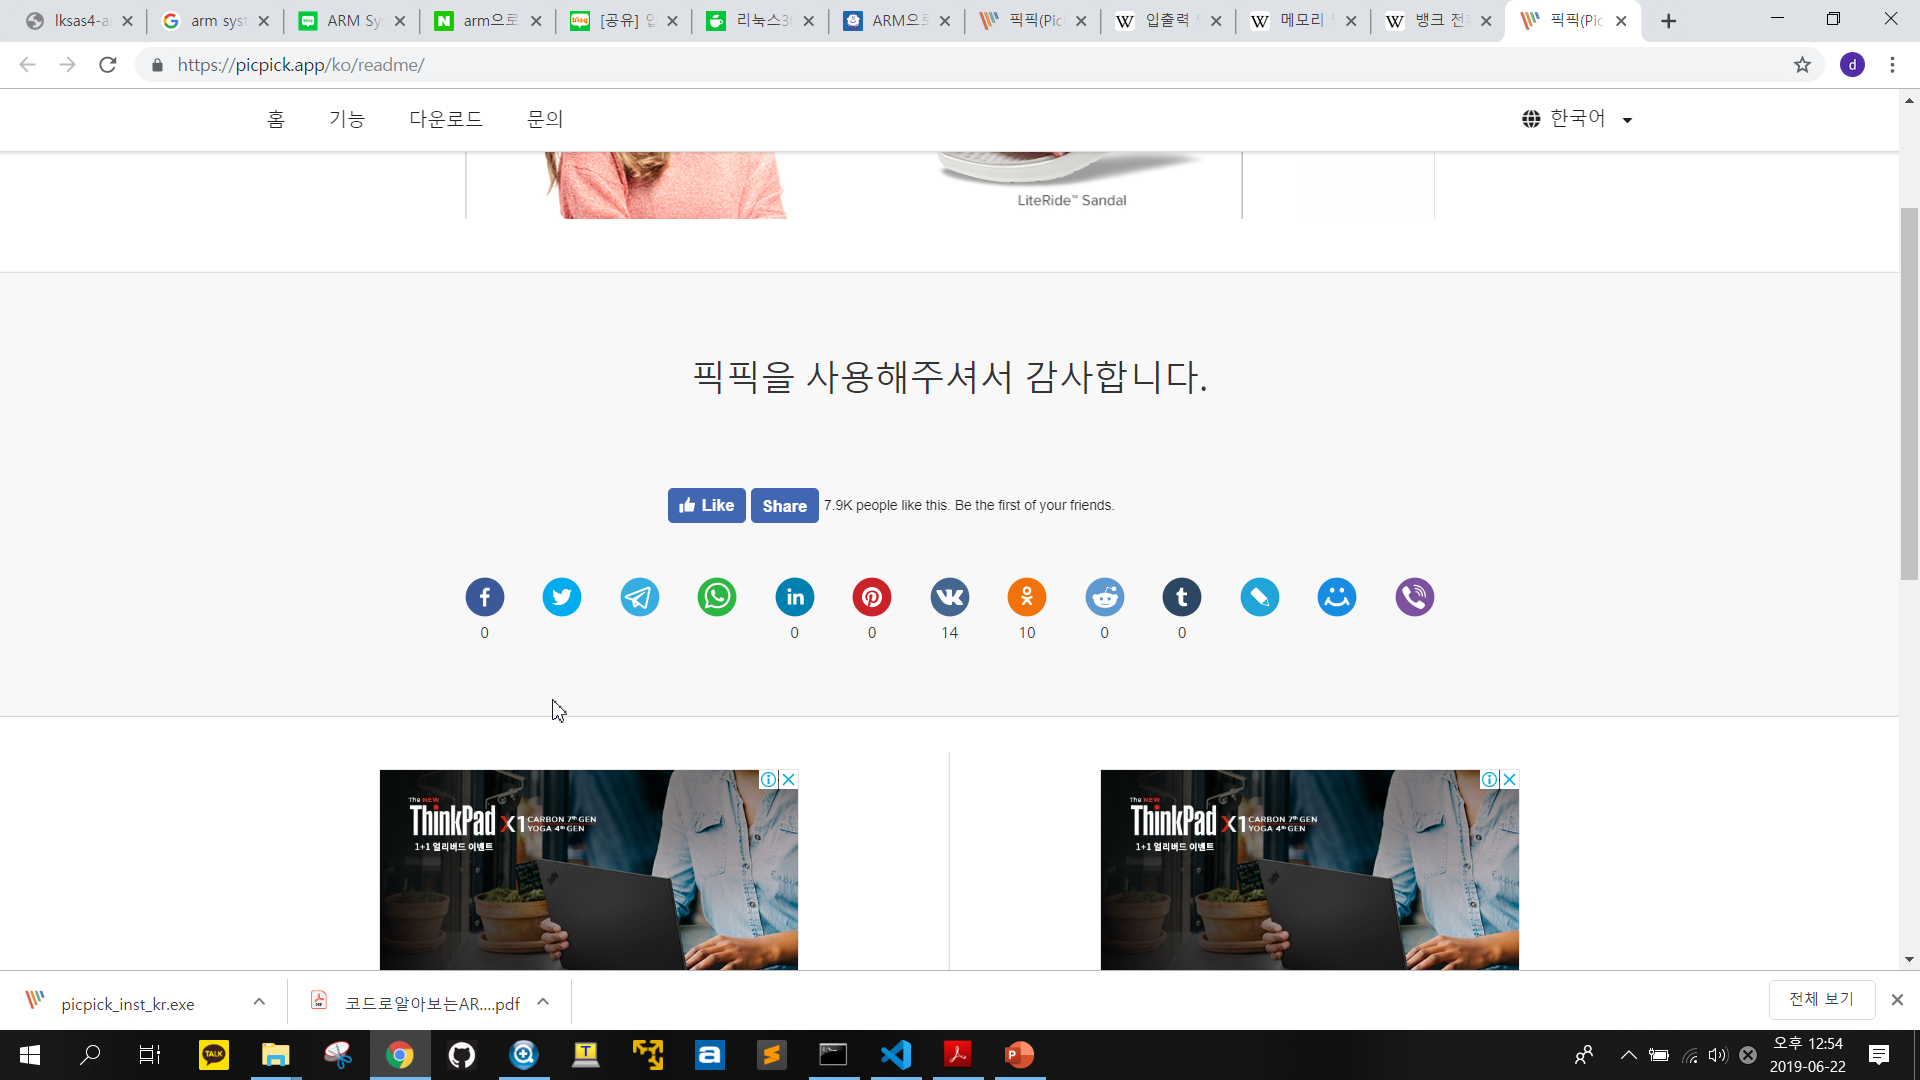 lksas4-a
arm syst
ARM Sy
arm으로
[공유] 임
리눅스3
ARM으로
픽픽(Pic
입출력
메모리
뱅크 전
픽픽(Pic
https://picpick.app/ko/readme/
d
홈 기능 다운로드 문의
한국어
LiteRide™ Sandal
픽픽을 사용해주셔서 감사합니다.
Like Share 7.9K people like this. Be the first of your friends.
0 0 0 14 10 0 0
The NEW
ThinkPad X1 CARBON 7th GEN
YOGA 4th GEN
1+1 얼리버드 이벤트
The NEW
ThinkPad X1 CARBON 7th GEN
YOGA 4th GEN
1+1 얼리버드 이벤트
picpick_inst_kr.exe
코드로알아보는AR....pdf
전체 보기
TALK
오후 12:54
2019-06-22